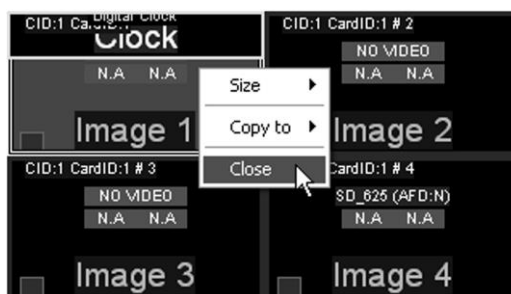 CID:1 Ca.
Digital Clock
Clock
N.A N.A
Image 1
CID:1 CardID:1 # 2
NO VIDEO
N.A N.A
Image 2
Size
Copy to
Close
CID:1 CardID:1 # 3
NO VIDEO
N.A N.A
Image 3
CardID:1 # 4
SD_625 (AFD:N)
N.A N.A
Image 4